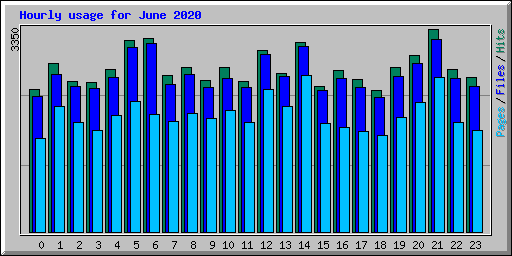 Hourly usage for June 2020
3350
Pages / Files / Hits
0 1 2 3 4 5 6 7 8 9 10 11 12 13 14 15 16 17 18 19 20 21 22 23